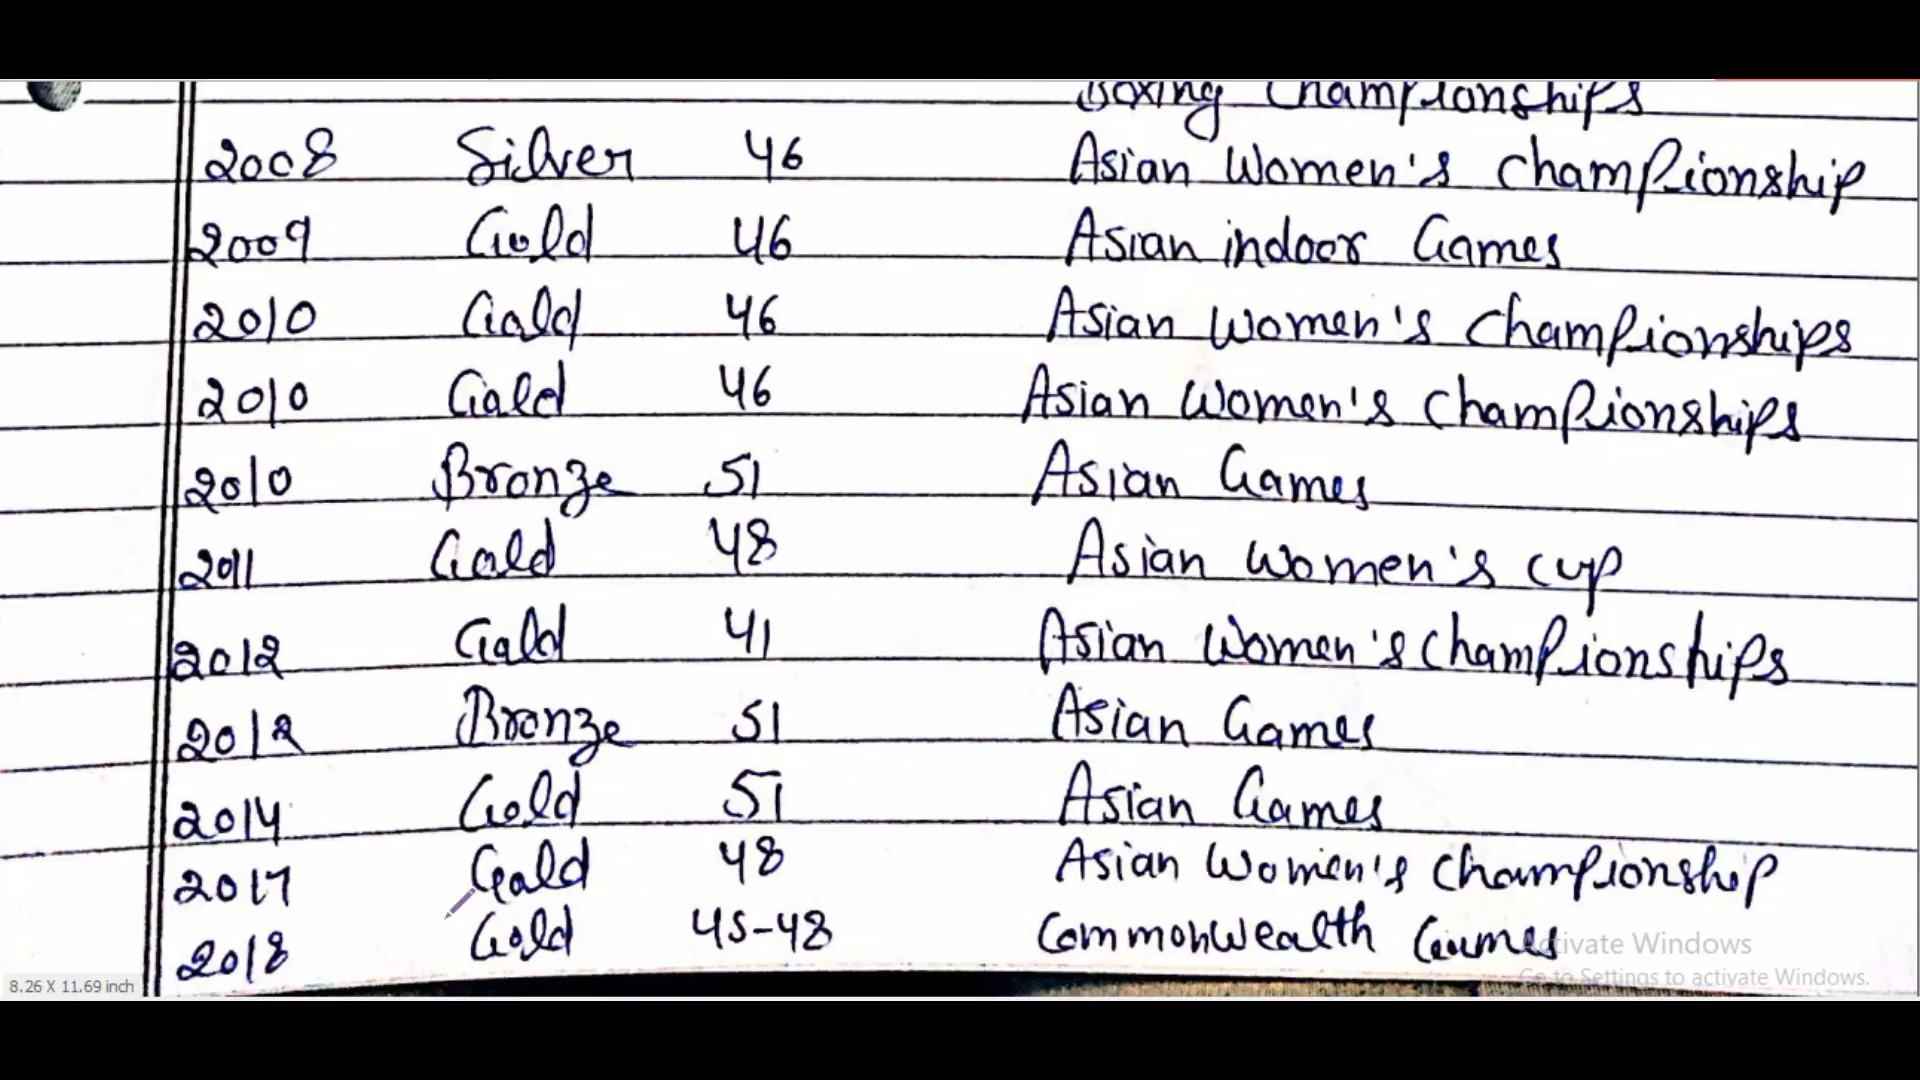 Boxing Championships
2008 Silver 46 Asian Women's Championship
2009 Gold 46 Asian indoor Games
2010 Gold 46 Asian Women's Championships
2010 Gold 46 Asian Women's Championships
2010 Bronze 51 Asian Games
2011 Gold 48 Asian Women's cup
2012 Gold 41 Asian Women's Championships
2012 Bronze 51 Asian Games
2014 Gold 51 Asian Games
2017 Gold 48 Asian Women's Championship
2018 Gold 45-48 Commonwealth Games
Activate Windows
Go to Settings to activate Windows.
8.26 X 11.69 inch